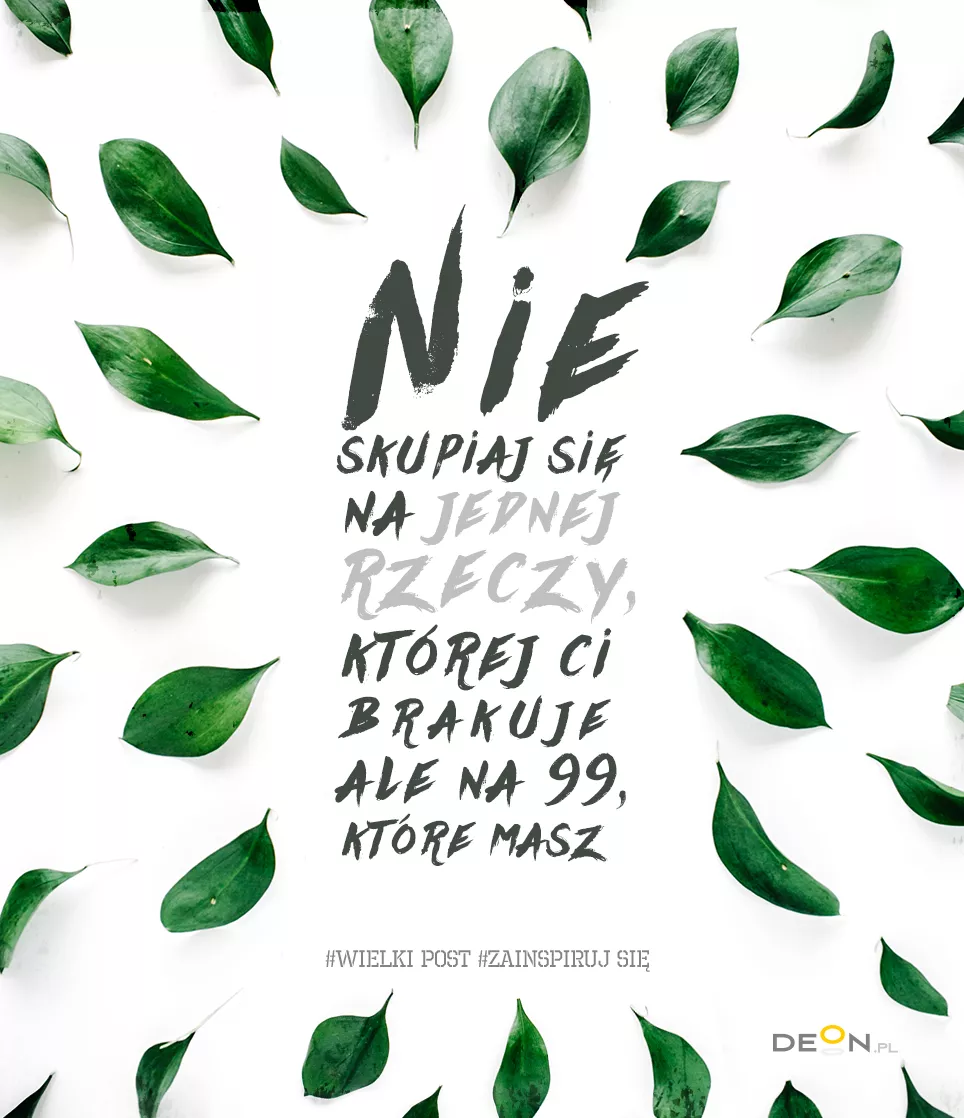 NiE
SKUPiAJ SiĘ
NA JEDNEJ
RZECZY,
KTÓREJ Ci
BRAKUJE
ALE NA 99,
KTÓRE MASZ
#WIELKI POST #ZAINSPIRUJ SIĘ
DEON.PL